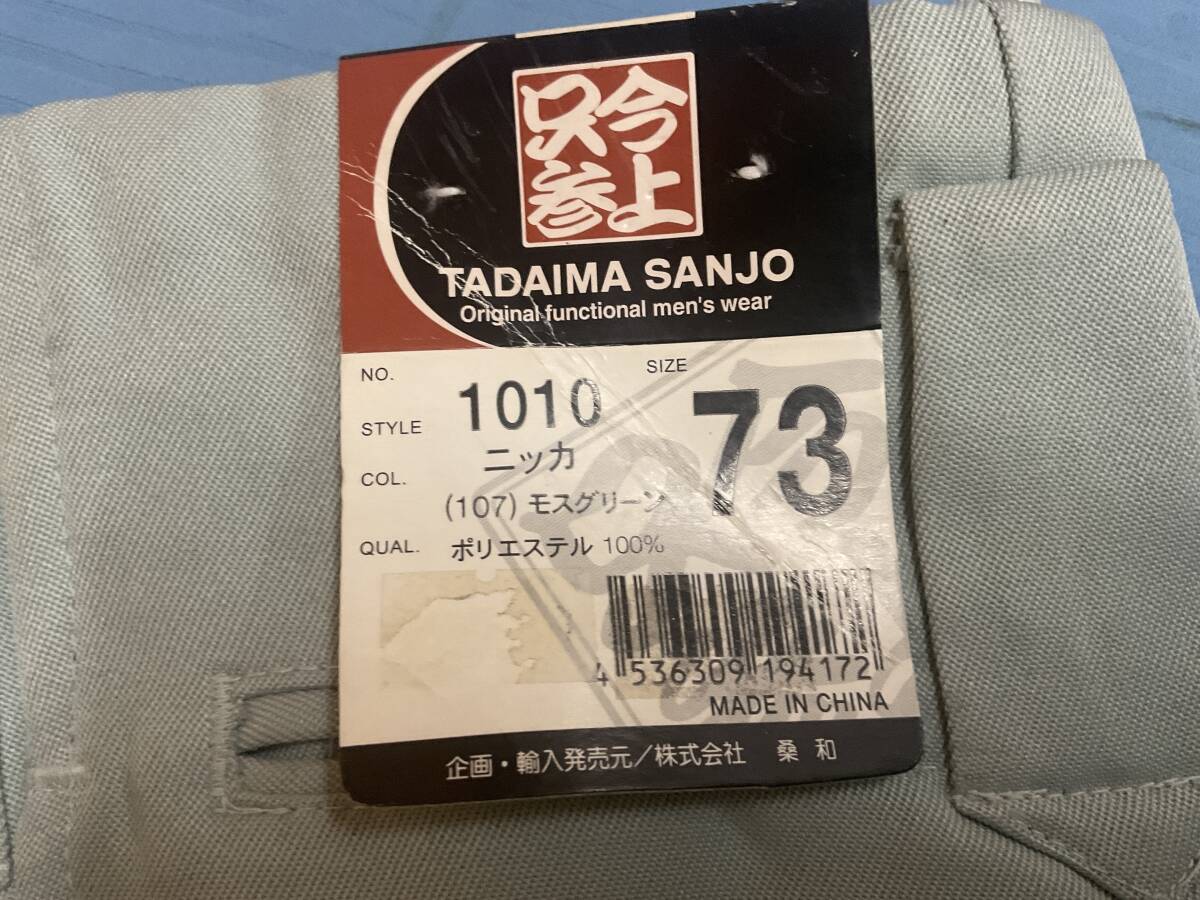 只今
参上
TADAIMA SANJO
Original functional men's wear
NO. 1010
SIZE 73
STYLE ニッカ
COL. (107) モスグリーン
QUAL. ポリエステル 100%
4 536309 194172
MADE IN CHINA
企画・輸入発売元／株式会社 桑和